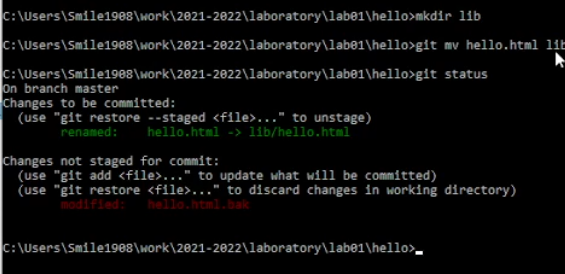 C:\Users\Smile1908\work\2021-2022\laboratory\lab01\hello>mkdir lib
C:\Users\Smile1908\work\2021-2022\laboratory\lab01\hello>git mv hello.html lib
C:\Users\Smile1908\work\2021-2022\laboratory\lab01\hello>git status
On branch master
Changes to be committed:
  (use "git restore --staged <file>..." to unstage)
        renamed:    hello.html -> lib/hello.html
Changes not staged for commit:
  (use "git add <file>..." to update what will be committed)
  (use "git restore <file>..." to discard changes in working directory)
        modified:   hello.html.bak
C:\Users\Smile1908\work\2021-2022\laboratory\lab01\hello>